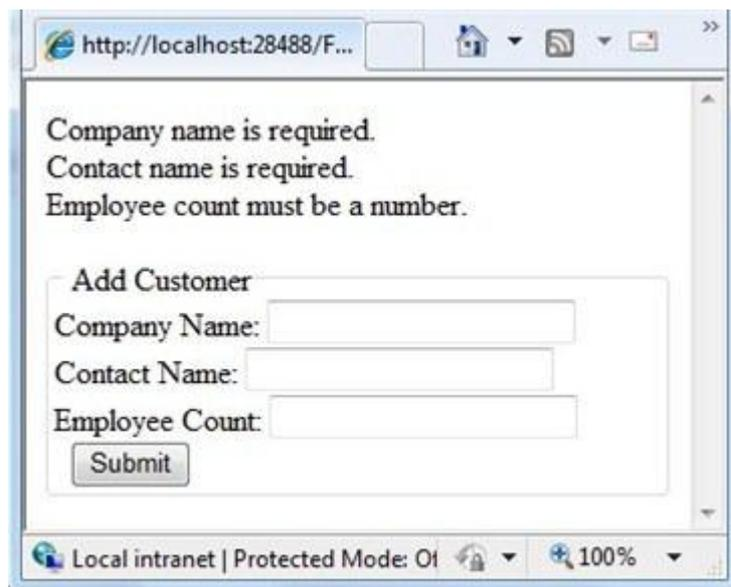 http://localhost:28488/F...
»
Company name is required.
Contact name is required.
Employee count must be a number.
Add Customer
Company Name:
Contact Name:
Employee Count:
Submit
Local intranet | Protected Mode: Of
100%